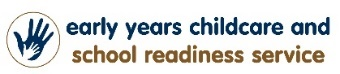 early years childcare and
school readiness service